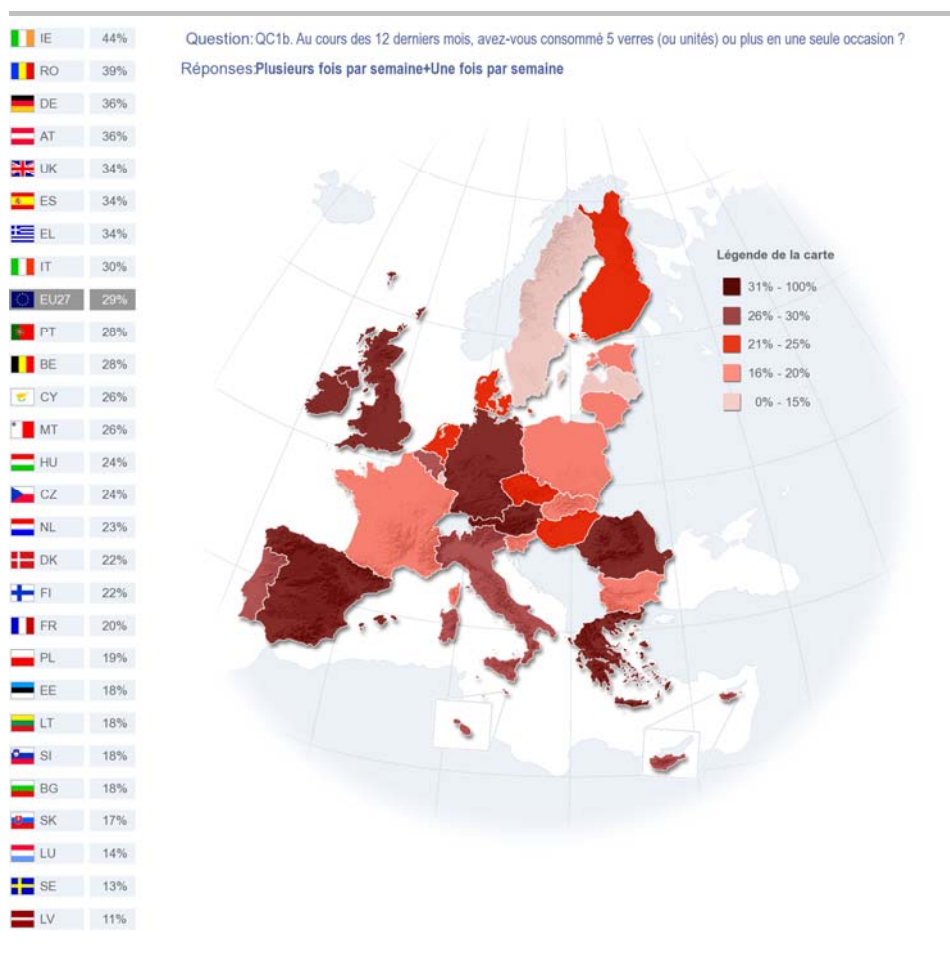 Question: QC1b. Au cours des 12 derniers mois, avez-vous consommè 5 verres (ou unités) ou plus en une seule occasion ?
Réponses:Plusieurs fois par semaine+Une fois par semaine
IE 44%
RO 39%
DE 36%
AT 36%
UK 34%
ES 34%
EL 34%
IT 30%
EU27 29%
PT 28%
BE 28%
CY 26%
MT 26%
HU 24%
CZ 24%
NL 23%
DK 22%
FI 22%
FR 20%
PL 19%
EE 18%
LT 18%
SI 18%
BG 18%
SK 17%
LU 14%
SE 13%
LV 11%
Légende de la carte
31% - 100%
26% - 30%
21% - 25%
16% - 20%
0% - 15%